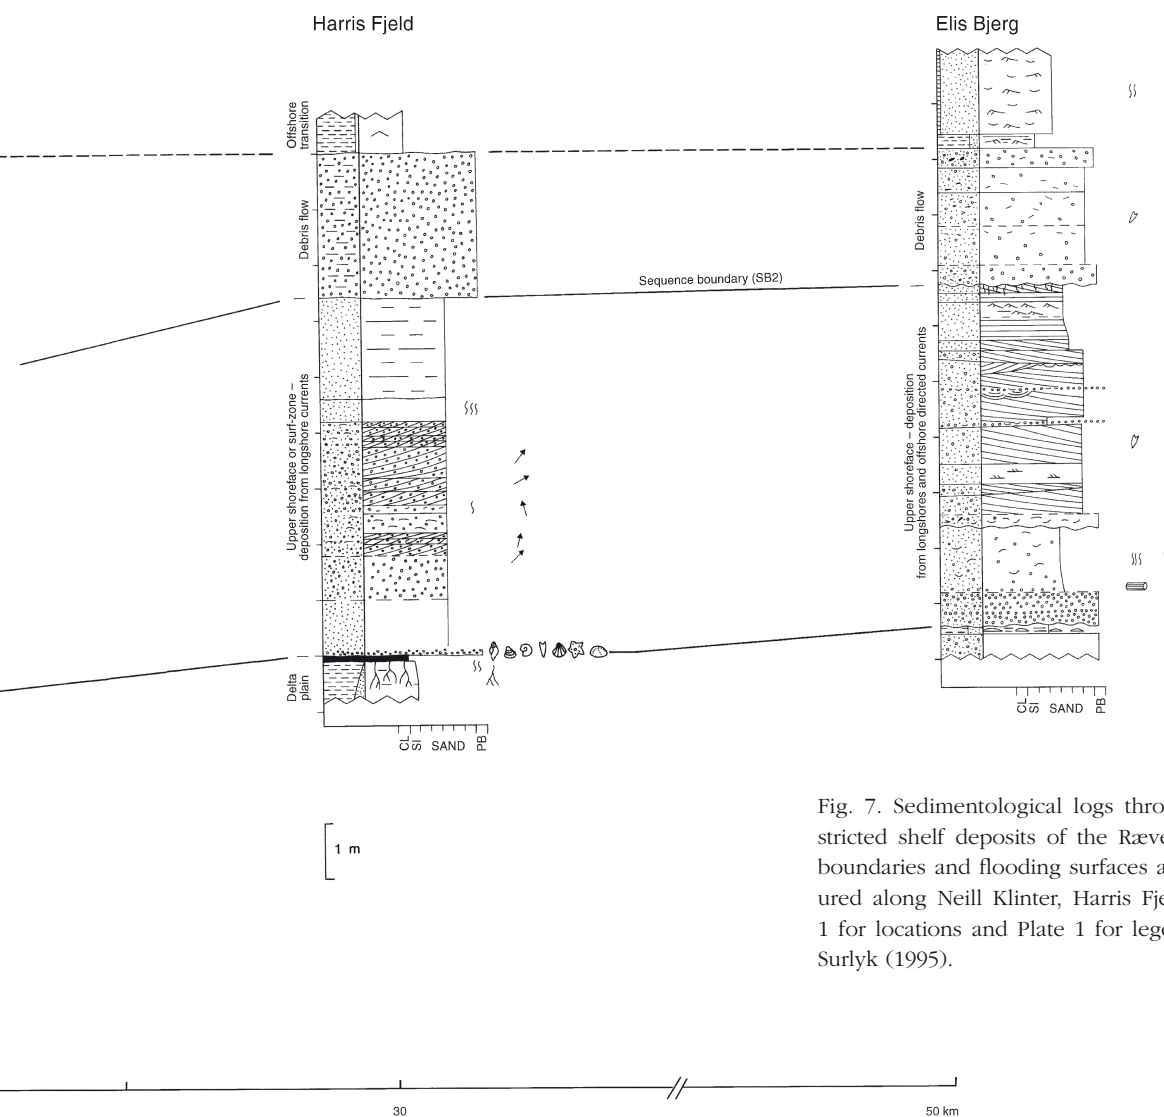 Harris Fjeld
Elis Bjerg
Offshore
transition
Debris flow
Upper shoreface or surf-zone –
deposition from longshore currents
Delta
plain
CL
SI
SAND
PB
Sequence boundary (SB2)
Debris flow
Upper shoreface – deposition
from longshores and offshore directed currents
CL
SI
SAND
PB
1 m
Fig. 7. Sedimentological logs thro
stricted shelf deposits of the Ræve
boundaries and flooding surfaces a
ured along Neill Klinter, Harris Fje
1 for locations and Plate 1 for lege
Surlyk (1995).
30
50 km